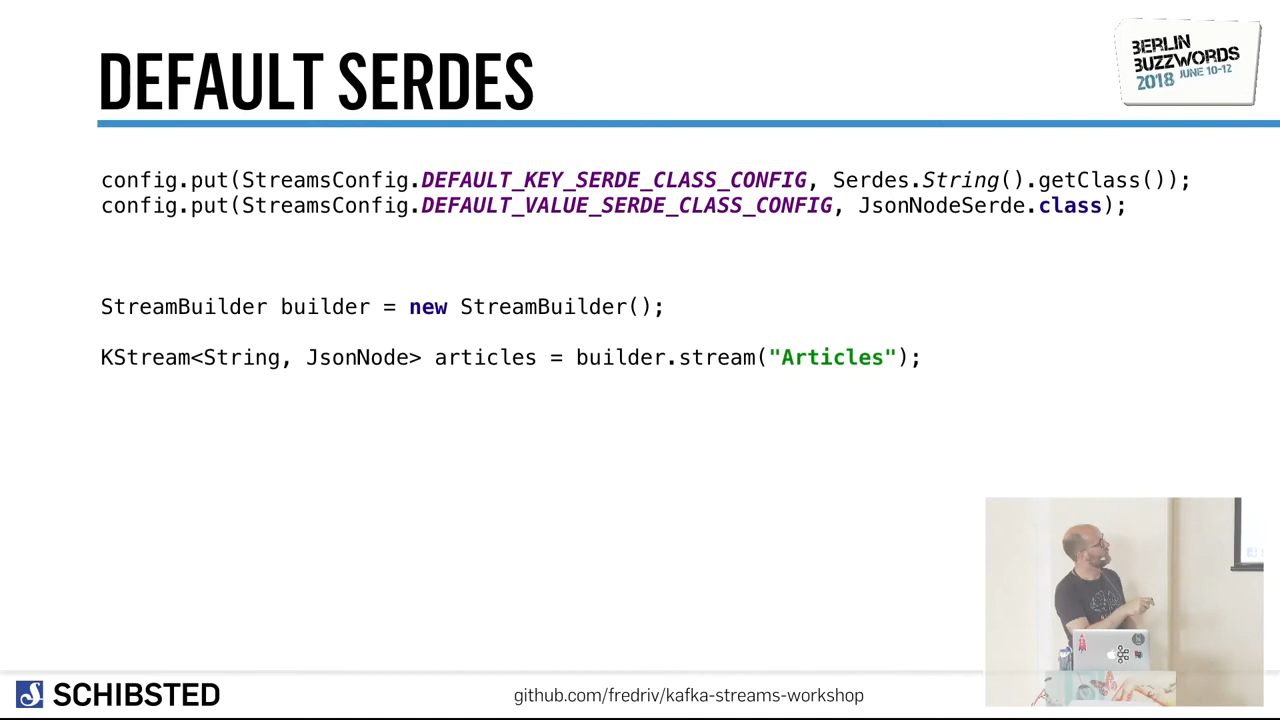 DEFAULT SERDES
BERLIN
BUZZWORDS
2018 JUNE 10-12
config.put(StreamsConfig.DEFAULT_KEY_SERDE_CLASS_CONFIG, Serdes.String().getClass());
config.put(StreamsConfig.DEFAULT_VALUE_SERDE_CLASS_CONFIG, JsonNodeSerde.class);
StreamBuilder builder = new StreamBuilder();
KStream<String, JsonNode> articles = builder.stream("Articles");
SCHIBSTED
github.com/fredriv/kafka-streams-workshop